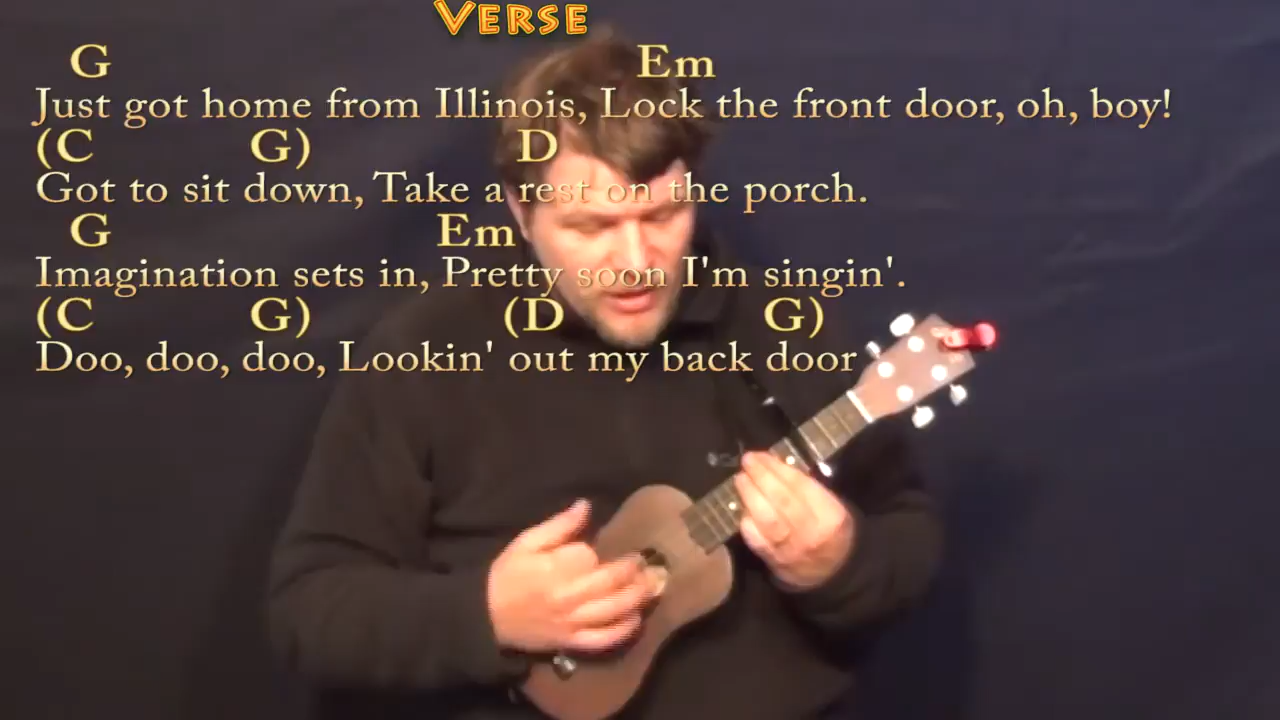 VERSE
G Em
Just got home from Illinois, Lock the front door, oh, boy!
(C G) D
Got to sit down, Take a rest on the porch.
G Em
Imagination sets in, Pretty soon I'm singin'.
(C G) (D G)
Doo, doo, doo, Lookin' out my back door